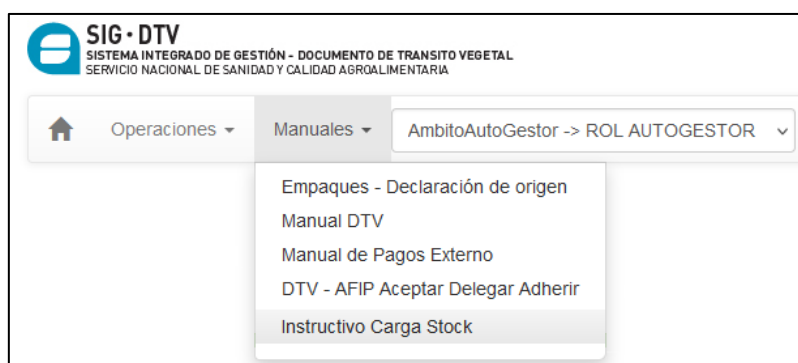 SIG · DTV
SISTEMA INTEGRADO DE GESTIÓN - DOCUMENTO DE TRANSITO VEGETAL
SERVICIO NACIONAL DE SANIDAD Y CALIDAD AGROALIMENTARIA
Operaciones Manuales AmbitoAutoGestor -> ROL AUTOGESTOR
Empaques - Declaración de origen
Manual DTV
Manual de Pagos Externo
DTV - AFIP Aceptar Delegar Adherir
Instructivo Carga Stock